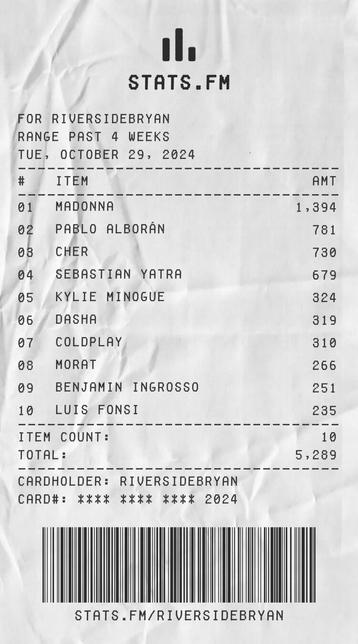 STATS.FM
FOR RIVERSIDEBRYAN
RANGE PAST 4 WEEKS
TUE, OCTOBER 29, 2024
# ITEM AMT
01 MADONNA 1,394
02 PABLO ALBORÁN 781
03 CHER 730
04 SEBASTIAN YATRA 679
05 KYLIE MINOGUE 324
06 DASHA 319
07 COLDPLAY 310
08 MORAT 266
09 BENJAMIN INGROSSO 251
10 LUIS FONSI 235
ITEM COUNT: 10
TOTAL: 5,289
CARDHOLDER: RIVERSIDEBRYAN
CARD#: **** **** **** 2024
STATS.FM/RIVERSIDEBRYAN